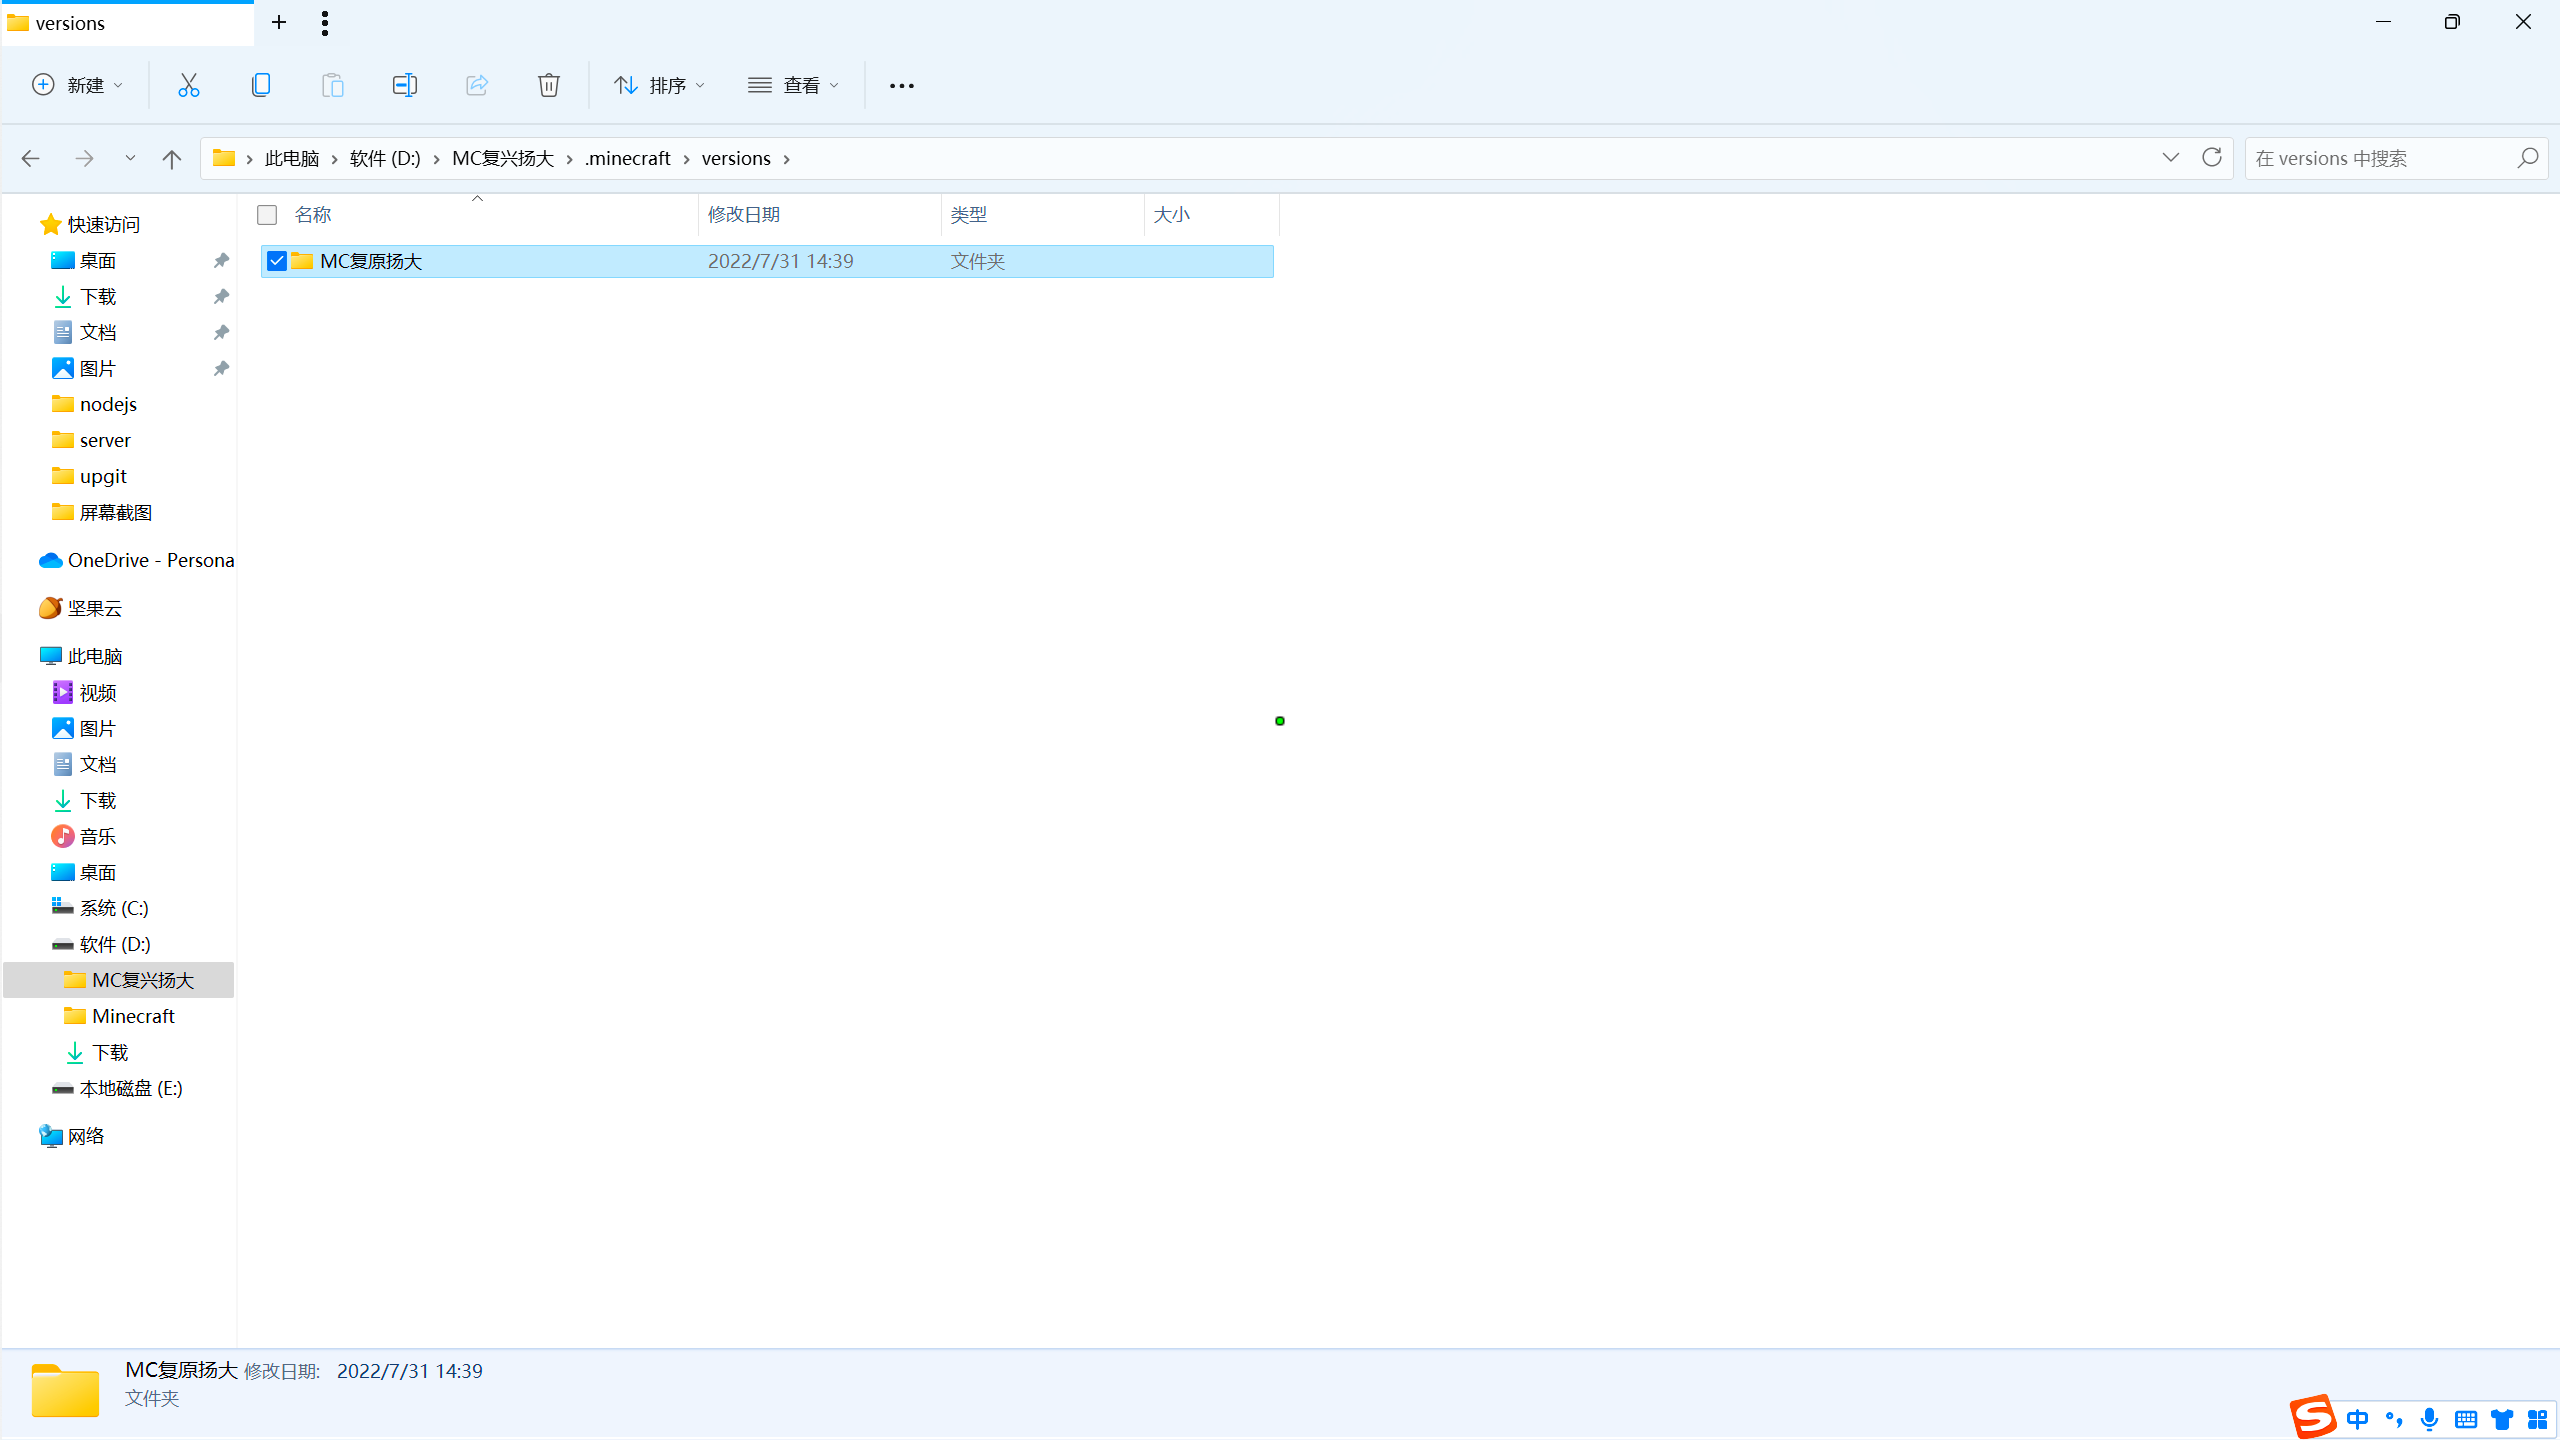 versions
新建
排序
查看
此电脑 › 软件 (D:) › MC复兴扬大 › .minecraft › versions ›
在 versions 中搜索
名称 修改日期 类型 大小
MC复原扬大 2022/7/31 14:39 文件夹
快速访问
桌面
下载
文档
图片
nodejs
server
upgit
屏幕截图
OneDrive - Persona
坚果云
此电脑
视频
图片
文档
下载
音乐
桌面
系统 (C:)
软件 (D:)
MC复兴扬大
Minecraft
下载
本地磁盘 (E:)
网络
MC复原扬大 修改日期: 2022/7/31 14:39
文件夹
S 中